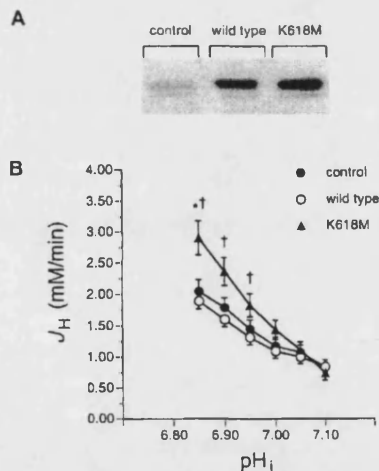 A
control wild type K618M
B
4.00
3.50
3.00
2.50
2.00
1.50
1.00
0.50
0.00
J_H (mM/min)
*†
†
†
control
wild type
K618M
6.80 6.90 7.00 7.10
pH_i